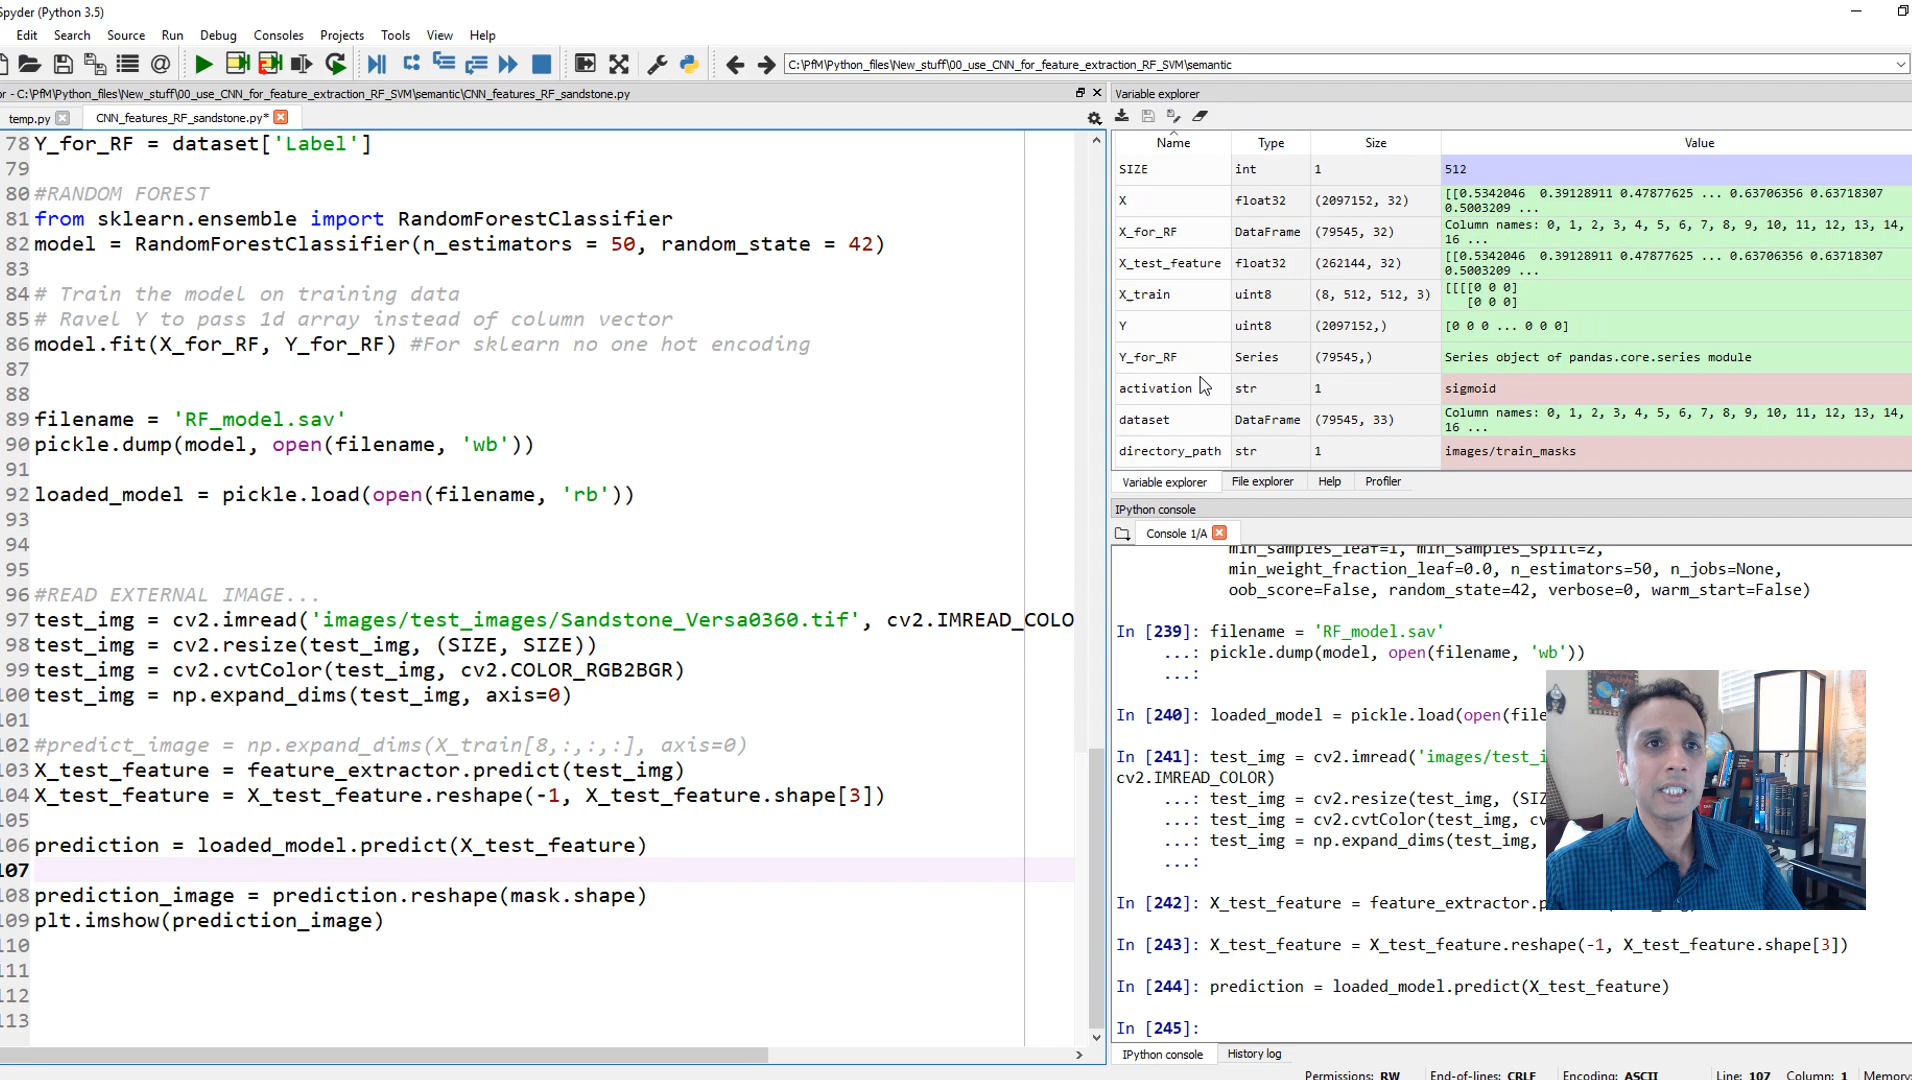 Spyder (Python 3.5)
Edit Search Source Run Debug Consoles Projects Tools View Help
C:\PfM\Python_files\New_stuff\00_use_CNN_for_feature_extraction_RF_SVM\semantic
or - C:\PfM\Python_files\New_stuff\00_use_CNN_for_feature_extraction_RF_SVM\semantic\CNN_features_RF_sandstone.py
temp.py CNN_features_RF_sandstone.py*
78 Y_for_RF = dataset['Label']
79
80 #RANDOM FOREST
81 from sklearn.ensemble import RandomForestClassifier
82 model = RandomForestClassifier(n_estimators = 50, random_state = 42)
83
84 # Train the model on training data
85 # Ravel Y to pass 1d array instead of column vector
86 model.fit(X_for_RF, Y_for_RF) #For sklearn no one hot encoding
87
88
89 filename = 'RF_model.sav'
90 pickle.dump(model, open(filename, 'wb'))
91
92 loaded_model = pickle.load(open(filename, 'rb'))
93
94
95
96 #READ EXTERNAL IMAGE...
97 test_img = cv2.imread('images/test_images/Sandstone_Versa0360.tif', cv2.IMREAD_COLO
98 test_img = cv2.resize(test_img, (SIZE, SIZE))
99 test_img = cv2.cvtColor(test_img, cv2.COLOR_RGB2BGR)
100 test_img = np.expand_dims(test_img, axis=0)
101
102 #predict_image = np.expand_dims(X_train[8,:,:,:], axis=0)
103 X_test_feature = feature_extractor.predict(test_img)
104 X_test_feature = X_test_feature.reshape(-1, X_test_feature.shape[3])
105
106 prediction = loaded_model.predict(X_test_feature)
107
108 prediction_image = prediction.reshape(mask.shape)
109 plt.imshow(prediction_image)
110
111
112
113
Variable explorer
Name Type Size Value
SIZE int 1 512
X float32 (2097152, 32) [[0.5342046 0.39128911 0.47877625 ... 0.63706356 0.63718307
0.5003209 ...
X_for_RF DataFrame (79545, 32) Column names: 0, 1, 2, 3, 4, 5, 6, 7, 8, 9, 10, 11, 12, 13, 14,
16 ...
X_test_feature float32 (262144, 32) [[0.5342046 0.39128911 0.47877625 ... 0.63706356 0.63718307
0.5003209 ...
X_train uint8 (8, 512, 512, 3) [[[[0 0 0]
[0 0 0]
Y uint8 (2097152,) [0 0 0 ... 0 0 0]
Y_for_RF Series (79545,) Series object of pandas.core.series module
activation str 1 sigmoid
dataset DataFrame (79545, 33) Column names: 0, 1, 2, 3, 4, 5, 6, 7, 8, 9, 10, 11, 12, 13, 14,
16 ...
directory_path str 1 images/train_masks
Variable explorer File explorer Help Profiler
IPython console
Console 1/A
min_samples_leaf=1, min_samples_split=2,
min_weight_fraction_leaf=0.0, n_estimators=50, n_jobs=None,
oob_score=False, random_state=42, verbose=0, warm_start=False)
In [239]: filename = 'RF_model.sav'
...: pickle.dump(model, open(filename, 'wb'))
...:
In [240]: loaded_model = pickle.load(open(file
In [241]: test_img = cv2.imread('images/test_i
cv2.IMREAD_COLOR)
...: test_img = cv2.resize(test_img, (SIZ
...: test_img = cv2.cvtColor(test_img, cv
...: test_img = np.expand_dims(test_img,
...:
In [242]: X_test_feature = feature_extractor.p
In [243]: X_test_feature = X_test_feature.reshape(-1, X_test_feature.shape[3])
In [244]: prediction = loaded_model.predict(X_test_feature)
In [245]:
IPython console History log
Permissions: RW End-of-lines: CRLF Encoding: ASCII Line: 107 Column: 1 Memory: